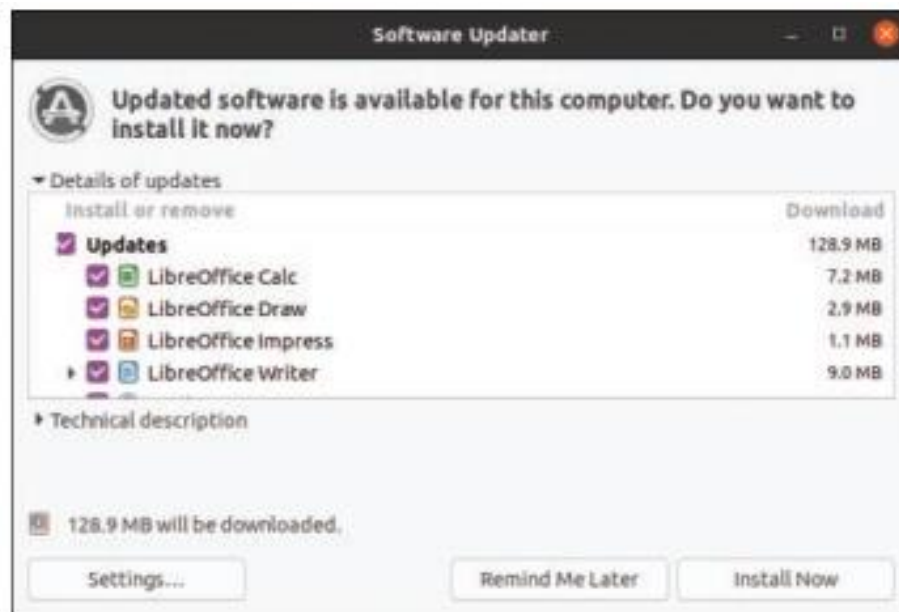 Software Updater
Updated software is available for this computer. Do you want to
install it now?
Details of updates
Install or remove Download
Updates 128.9 MB
LibreOffice Calc 7.2 MB
LibreOffice Draw 2.9 MB
LibreOffice Impress 1.1 MB
LibreOffice Writer 9.0 MB
Technical description
128.9 MB will be downloaded.
Settings... Remind Me Later Install Now